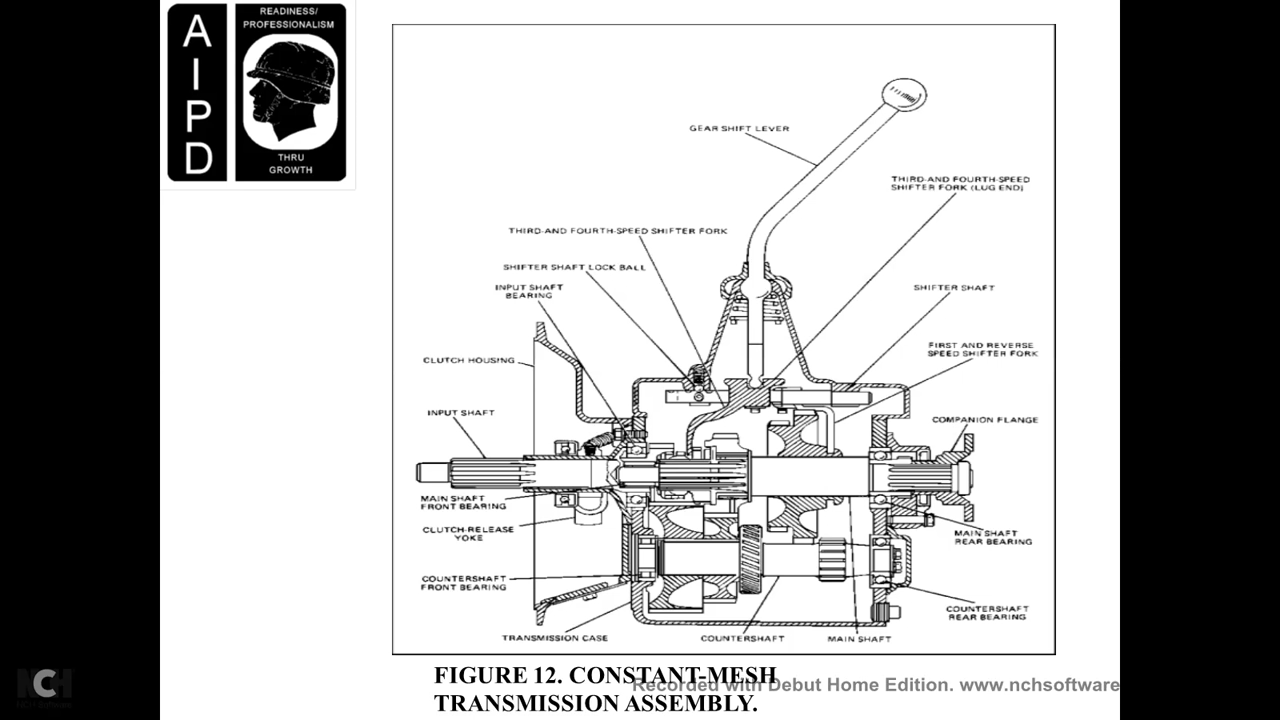 READINESS/
PROFESSIONALISM
A
I
P
D
THRU
GROWTH
GEAR SHIFT LEVER
THIRD-AND FOURTH-SPEED
SHIFTER FORK (LUG END)
THIRD-AND FOURTH-SPEED SHIFTER FORK
SHIFTER SHAFT LOCK BALL
INPUT SHAFT
BEARING
SHIFTER SHAFT
FIRST AND REVERSE
SPEED SHIFTER FORK
CLUTCH HOUSING
INPUT SHAFT
COMPANION FLANGE
MAIN SHAFT
FRONT BEARING
CLUTCH-RELEASE
YOKE
MAIN SHAFT
REAR BEARING
COUNTERSHAFT
FRONT BEARING
COUNTERSHAFT
REAR BEARING
TRANSMISSION CASE
COUNTERSHAFT
MAIN SHAFT
FIGURE 12. CONSTANT-MESH
TRANSMISSION ASSEMBLY.
Recorded with Debut Home Edition. www.nchsoftware
NCH
NCH Software